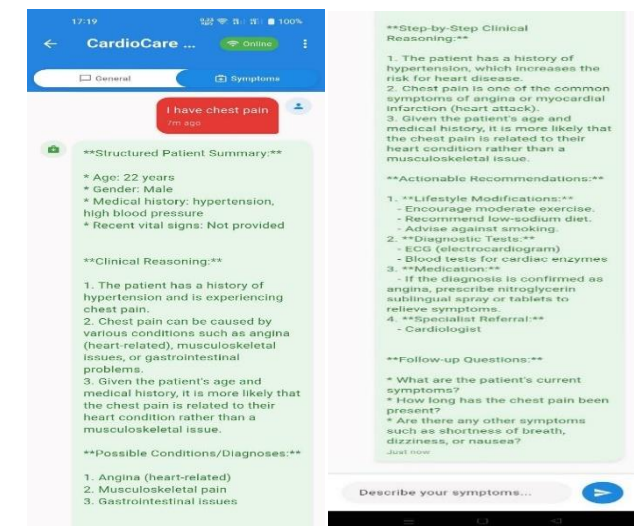 17:19
100%
CardioCare ...
Online
General
Symptoms
I have chest pain
7m ago
**Structured Patient Summary:**
* Age: 22 years
* Gender: Male
* Medical history: hypertension,
high blood pressure
* Recent vital signs: Not provided
**Clinical Reasoning:**
1. The patient has a history of
hypertension and is experiencing
chest pain.
2. Chest pain can be caused by
various conditions such as angina
(heart-related), musculoskeletal
issues, or gastrointestinal
problems.
3. Given the patient's age and
medical history, it is more likely that
the chest pain is related to their
heart condition rather than a
musculoskeletal issue.
**Possible Conditions/Diagnoses:**
1. Angina (heart-related)
2. Musculoskeletal pain
3. Gastrointestinal issues
**Step-by-Step Clinical
Reasoning:**
1. The patient has a history of
hypertension, which increases the
risk for heart disease.
2. Chest pain is one of the common
symptoms of angina or myocardial
infarction (heart attack).
3. Given the patient's age and
medical history, it is more likely that
the chest pain is related to their
heart condition rather than a
musculoskeletal issue.
**Actionable Recommendations:**
1. **Lifestyle Modifications:**
- Encourage moderate exercise.
- Recommend low-sodium diet.
- Advise against smoking.
2. **Diagnostic Tests:**
- ECG (electrocardiogram)
- Blood tests for cardiac enzymes
3. **Medication:**
- If the diagnosis is confirmed as
angina, prescribe nitroglycerin
sublingual spray or tablets to
relieve symptoms.
4. **Specialist Referral:**
- Cardiologist
**Follow-up Questions:**
* What are the patient's current
symptoms?
* How long has the chest pain been
present?
* Are there any other symptoms
such as shortness of breath,
dizziness, or nausea?
Just now
Describe your symptoms...